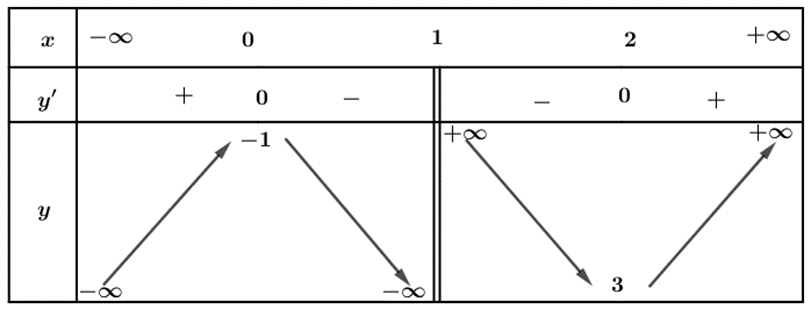 x −∞ 0 1 2 +∞
y′ + 0 − − 0 +
−1 +∞ +∞
y
−∞ −∞ 3